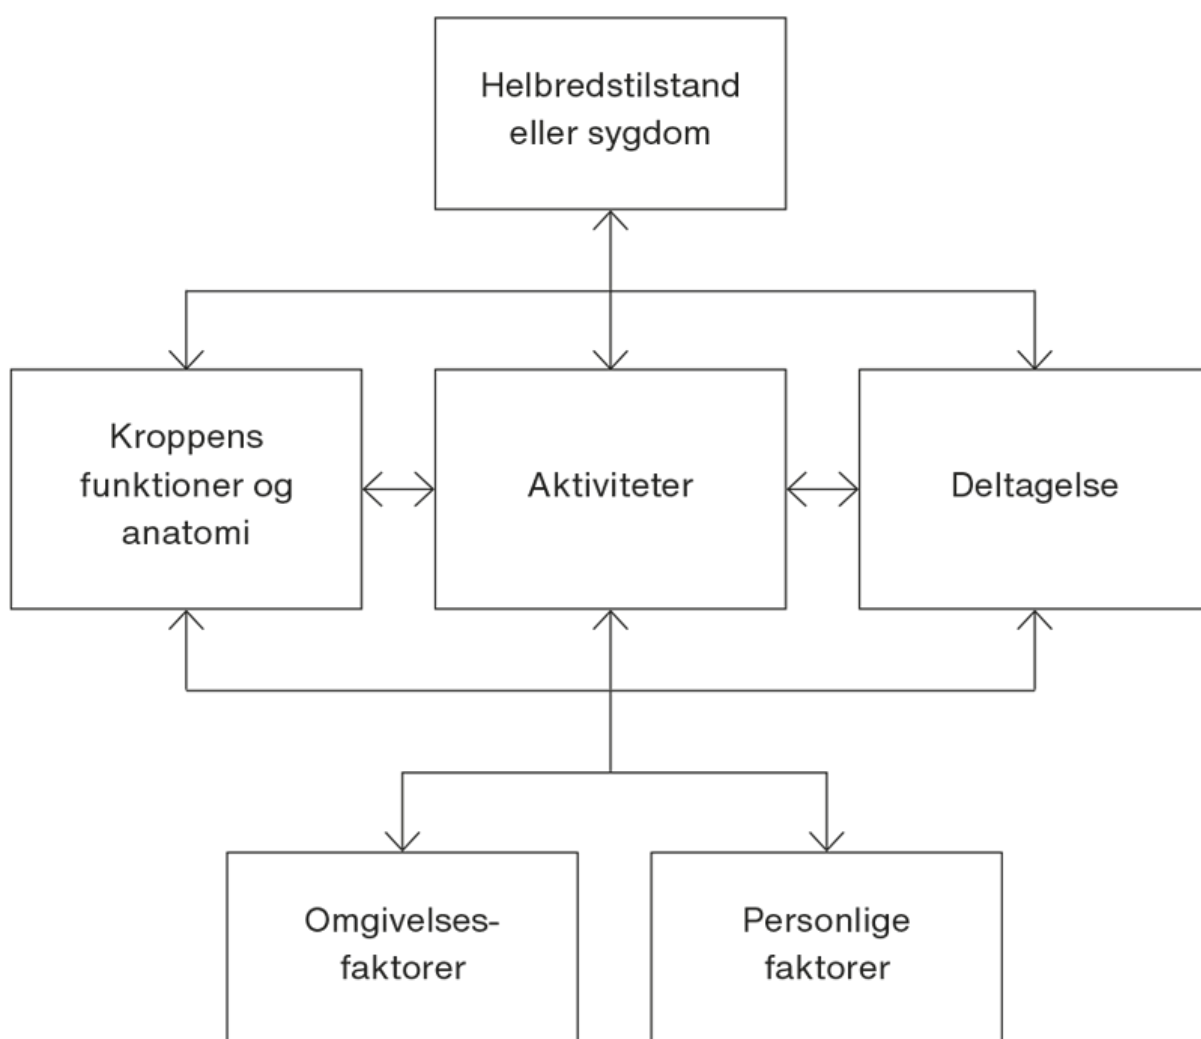 Helbredstilstand
eller sygdom
Kroppens
funktioner og
anatomi
Aktiviteter
Deltagelse
Omgivelses-
faktorer
Personlige
faktorer